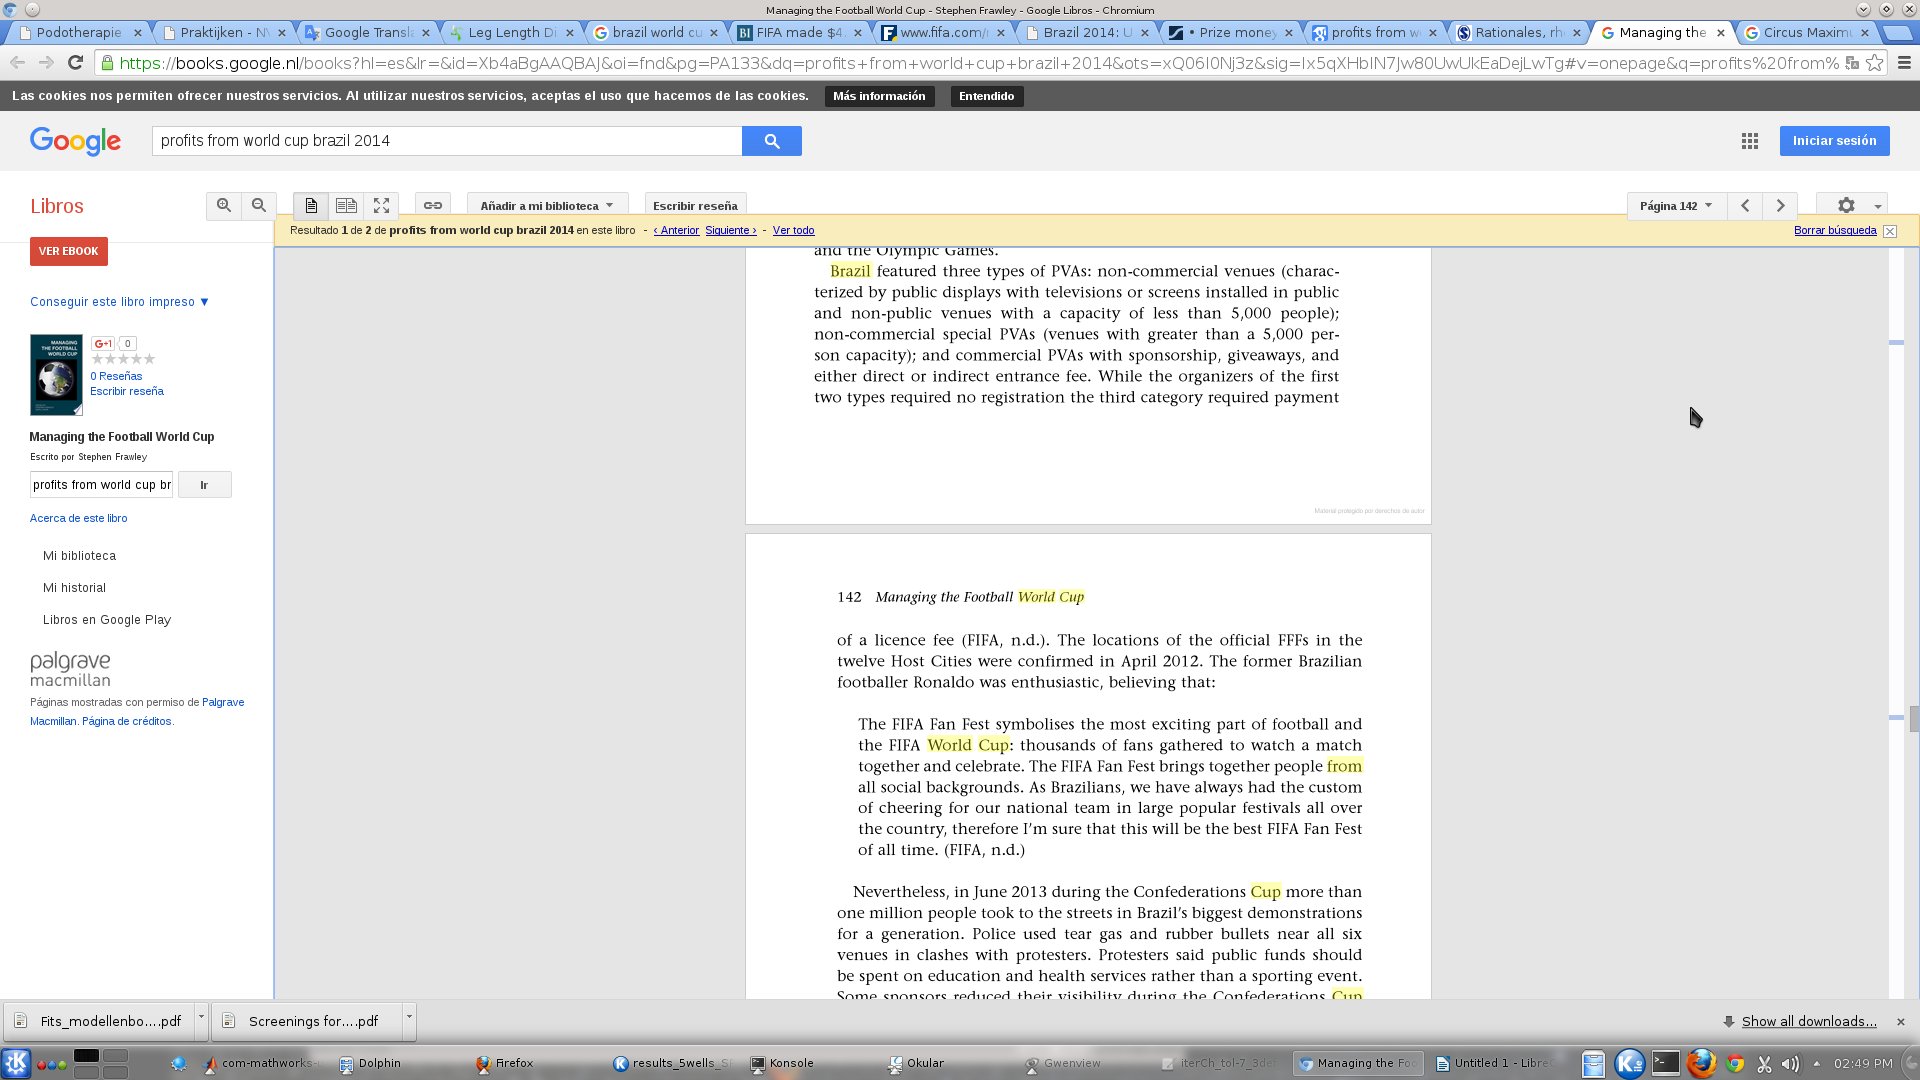 Managing the Football World Cup - Stephen Frawley - Google Libros - Chromium
Podotherapie
Praktijken - NV
Google Transla
Leg Length Di
brazil world cu
FIFA made $4
www.fifa.com/
Brazil 2014: U
• Prize money
profits from w
Rationales, rh
Managing the
Circus Maximu
https://books.google.nl/books?hl=es&lr=&id=Xb4aBgAAQBAJ&oi=fnd&pg=PA133&dq=profits+from+world+cup+brazil+2014&ots=xQ06I0Nj3z&sig=Ix5qXHbIN7Jw80UwUkEaDejLwTg#v=onepage&q=profits%20from%
Las cookies nos permiten ofrecer nuestros servicios. Al utilizar nuestros servicios, aceptas el uso que hacemos de las cookies. Más información Entendido
Google profits from world cup brazil 2014 Iniciar sesión
Libros Añadir a mi biblioteca Escribir reseña Página 142
Resultado 1 de 2 de profits from world cup brazil 2014 en este libro - ‹ Anterior Siguiente › - Ver todo Borrar búsqueda
VER EBOOK
Conseguir este libro impreso ▼
MANAGING THE FOOTBALL WORLD CUP
G+1 0
0 Reseñas
Escribir reseña
Managing the Football World Cup
Escrito por Stephen Frawley
profits from world cup br Ir
Acerca de este libro
Mi biblioteca
Mi historial
Libros en Google Play
palgrave
macmillan
Páginas mostradas con permiso de Palgrave
Macmillan. Página de créditos.
and the Olympic Games.
Brazil featured three types of PVAs: non-commercial venues (charac-
terized by public displays with televisions or screens installed in public
and non-public venues with a capacity of less than 5,000 people);
non-commercial special PVAs (venues with greater than a 5,000 per-
son capacity); and commercial PVAs with sponsorship, giveaways, and
either direct or indirect entrance fee. While the organizers of the first
two types required no registration the third category required payment
Material protegido por derechos de autor
142 Managing the Football World Cup
of a licence fee (FIFA, n.d.). The locations of the official FFFs in the
twelve Host Cities were confirmed in April 2012. The former Brazilian
footballer Ronaldo was enthusiastic, believing that:
The FIFA Fan Fest symbolises the most exciting part of football and
the FIFA World Cup: thousands of fans gathered to watch a match
together and celebrate. The FIFA Fan Fest brings together people from
all social backgrounds. As Brazilians, we have always had the custom
of cheering for our national team in large popular festivals all over
the country, therefore I'm sure that this will be the best FIFA Fan Fest
of all time. (FIFA, n.d.)
Nevertheless, in June 2013 during the Confederations Cup more than
one million people took to the streets in Brazil's biggest demonstrations
for a generation. Police used tear gas and rubber bullets near all six
venues in clashes with protesters. Protesters said public funds should
be spent on education and health services rather than a sporting event.
Some sponsors reduced their visibility during the Confederations Cup
Fits_modellenbo....pdf
Screenings for....pdf
Show all downloads...
com-mathworks-
Dolphin
Firefox
results_5wells_S
Konsole
Okular
Gwenview
iterCh_tol-7_3de
Managing the Foo
Untitled 1 - LibreO
02:49 PM